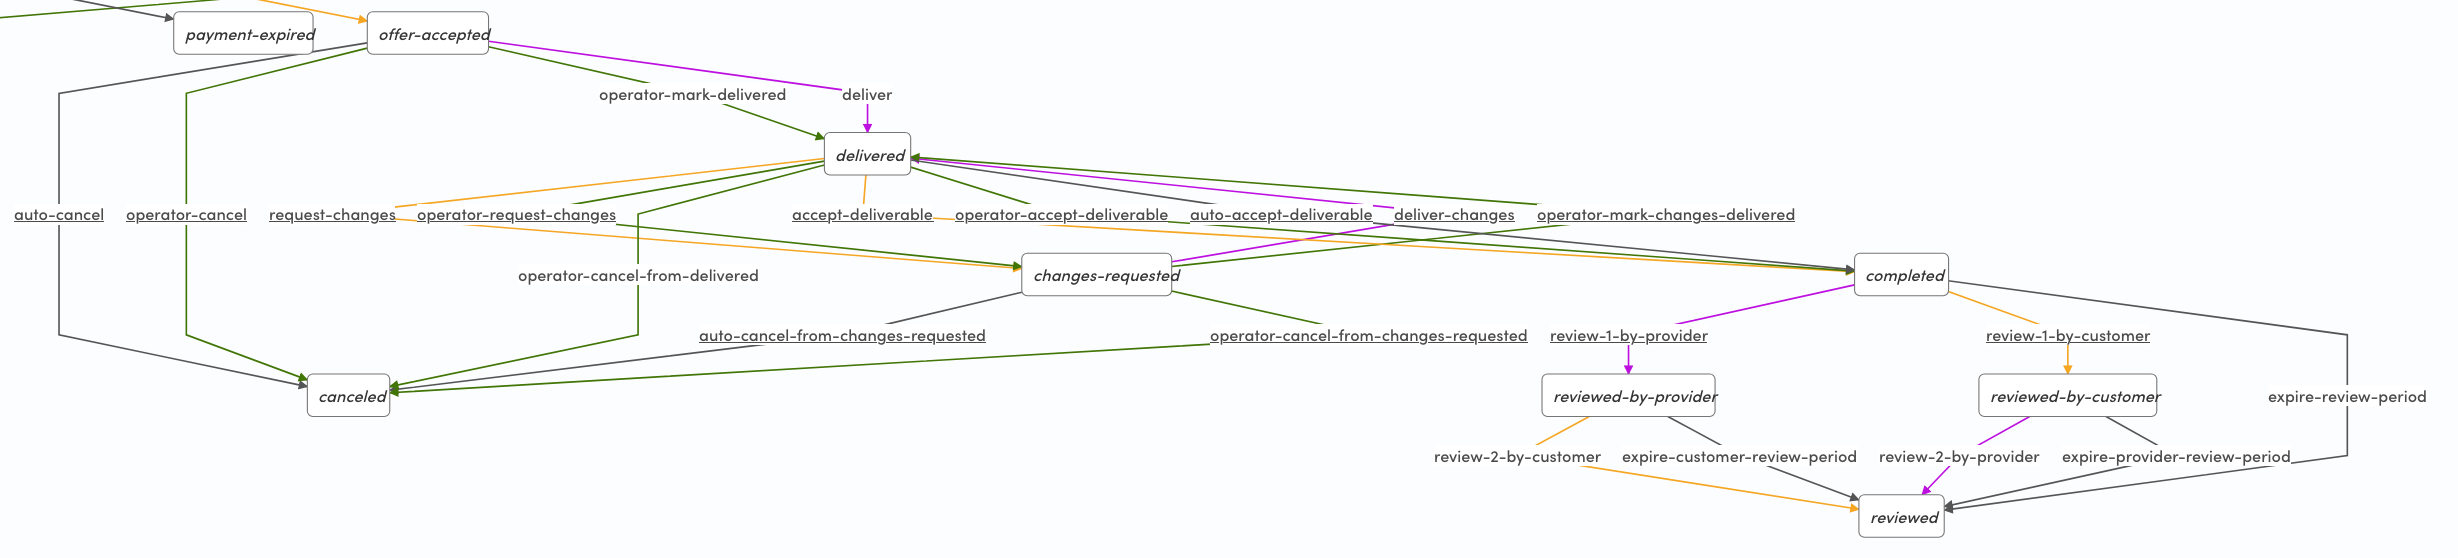 payment-expired
offer-accepted
operator-mark-delivered
deliver
delivered
auto-cancel
operator-cancel
request-changes
operator-request-changes
accept-deliverable
operator-accept-deliverable
auto-accept-deliverable
deliver-changes
operator-mark-changes-delivered
operator-cancel-from-delivered
changes-requested
completed
auto-cancel-from-changes-requested
operator-cancel-from-changes-requested
review-1-by-provider
review-1-by-customer
canceled
reviewed-by-provider
reviewed-by-customer
expire-review-period
review-2-by-customer
expire-customer-review-period
review-2-by-provider
expire-provider-review-period
reviewed